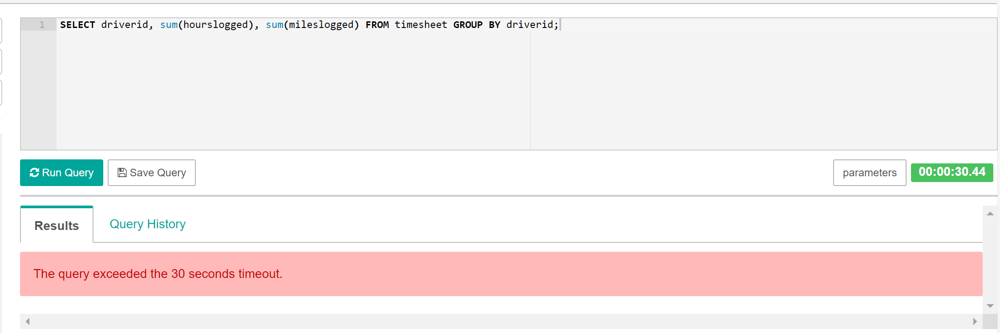 1 SELECT driverid, sum(hourslogged), sum(mileslogged) FROM timesheet GROUP BY driverid;
Run Query Save Query parameters 00:00:30.44
Results Query History
The query exceeded the 30 seconds timeout.